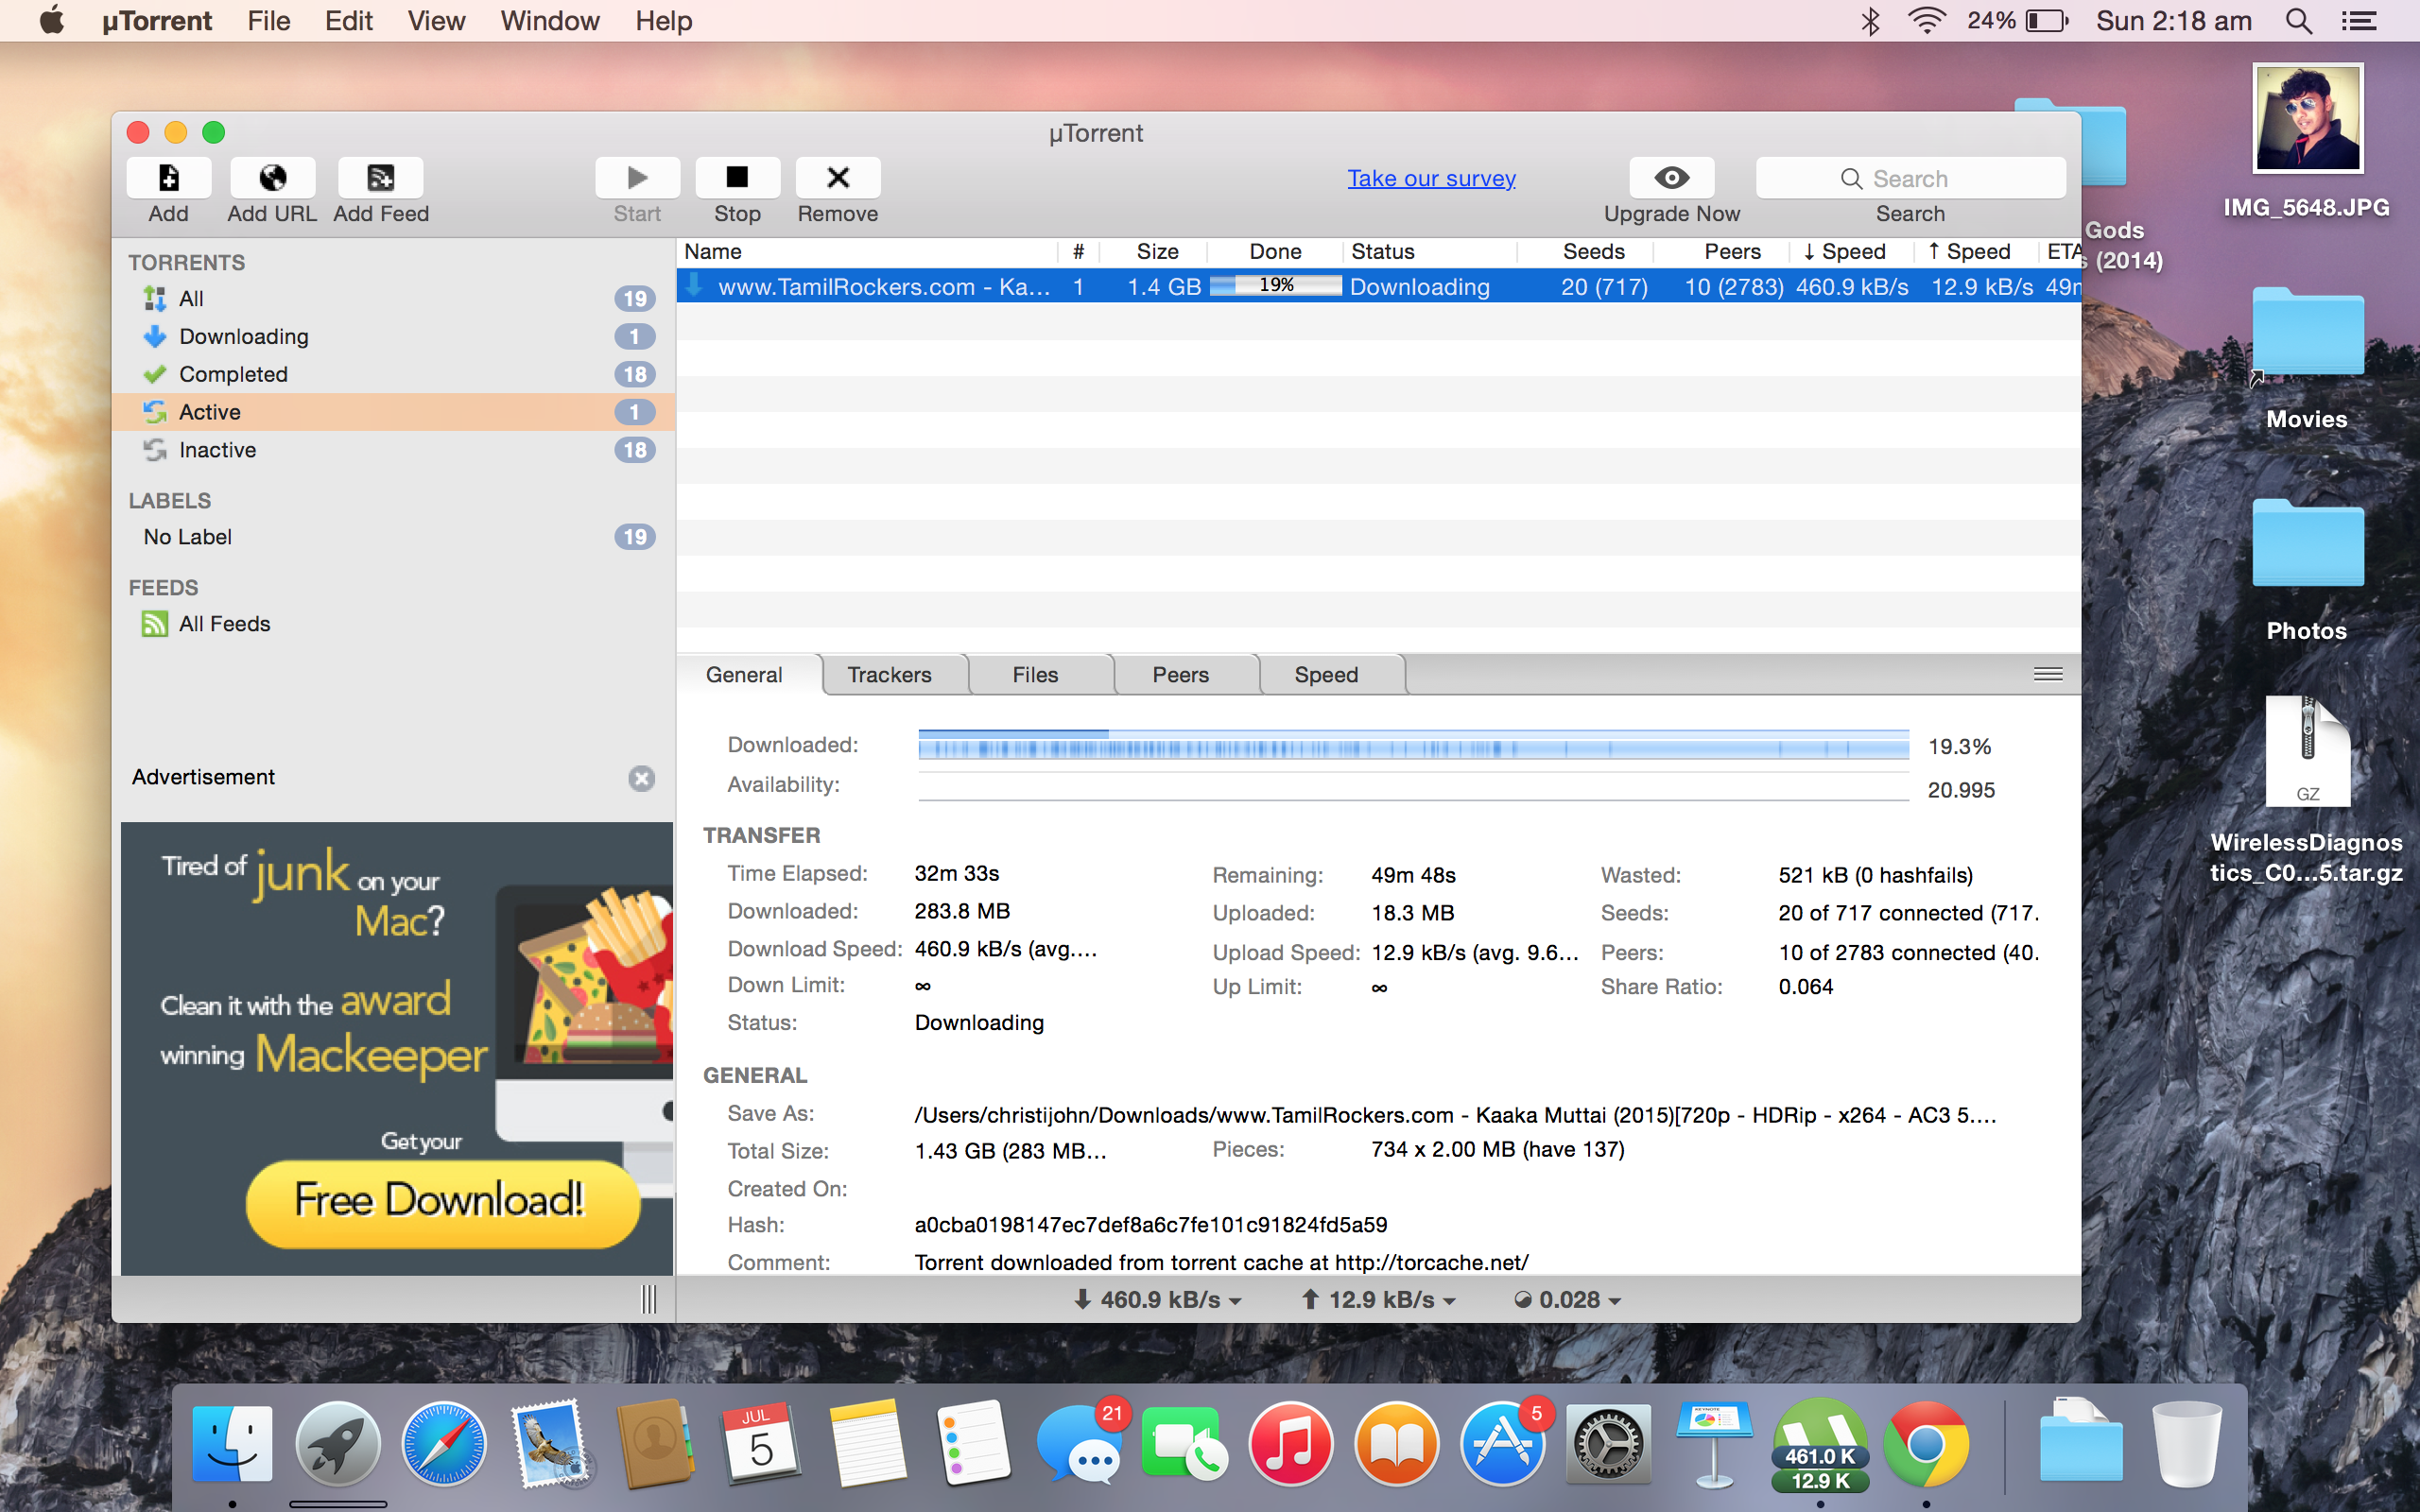 µTorrent File Edit View Window Help 24% Sun 2:18 am
µTorrent
Add Add URL Add Feed Start Stop Remove Take our survey Upgrade Now Search Search
TORRENTS
All 19
Downloading 1
Completed 18
Active 1
Inactive 18
LABELS
No Label 19
FEEDS
All Feeds
Advertisement
Tired of junk on your
Mac?
Clean it with the award
winning Mackeeper
Get your
Free Download!
Name # Size Done Status Seeds Peers ↓ Speed ↑ Speed ETA
www.TamilRockers.com - Ka... 1 1.4 GB 19% Downloading 20 (717) 10 (2783) 460.9 kB/s 12.9 kB/s 49m
General Trackers Files Peers Speed
Downloaded: 19.3%
Availability: 20.995
TRANSFER
Time Elapsed: 32m 33s Remaining: 49m 48s Wasted: 521 kB (0 hashfails)
Downloaded: 283.8 MB Uploaded: 18.3 MB Seeds: 20 of 717 connected (717.
Download Speed: 460.9 kB/s (avg.... Upload Speed: 12.9 kB/s (avg. 9.6... Peers: 10 of 2783 connected (40.
Down Limit: ∞ Up Limit: ∞ Share Ratio: 0.064
Status: Downloading
GENERAL
Save As: /Users/christijohn/Downloads/www.TamilRockers.com - Kaaka Muttai (2015)[720p - HDRip - x264 - AC3 5....
Total Size: 1.43 GB (283 MB... Pieces: 734 x 2.00 MB (have 137)
Created On:
Hash: a0cba0198147ec7def8a6c7fe101c91824fd5a59
Comment: Torrent downloaded from torrent cache at http://torcache.net/
460.9 kB/s 12.9 kB/s 0.028
IMG_5648.JPG
Gods
s (2014)
Movies
Photos
GZ
WirelessDiagnos
tics_C0...5.tar.gz
JUL
5
21
5
KEYNOTE
461.0 K
12.9 K